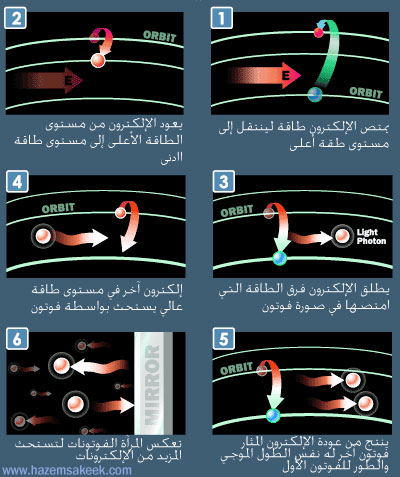 1
ORBIT
E
ORBIT
يمتص الإلكترون طاقة لينتقل إلى
مستوى طقة أعلى
2
ORBIT
E
يعود الإلكترون من مستوى
الطاقة الأعلى إلى مستوى طاقة
اادنى
3
ORBIT
Light
Photon
يطلق الإلكترون فرق الطاقة التي
امتصها في صورة فوتون
4
ORBIT
إلكترون آخر في مستوى طاقة
عالي يستحث بواسطة فوتون
5
ORBIT
ينتج من عودة الإلكترون المثار
فوتون آخر له نفس الطول الموجي
والطور للفوتون الأول
6
MIRROR
تعكس المرآة الفوتونات لتستحث
المزيد من الإلكترونات
www.hazemsakeek.com